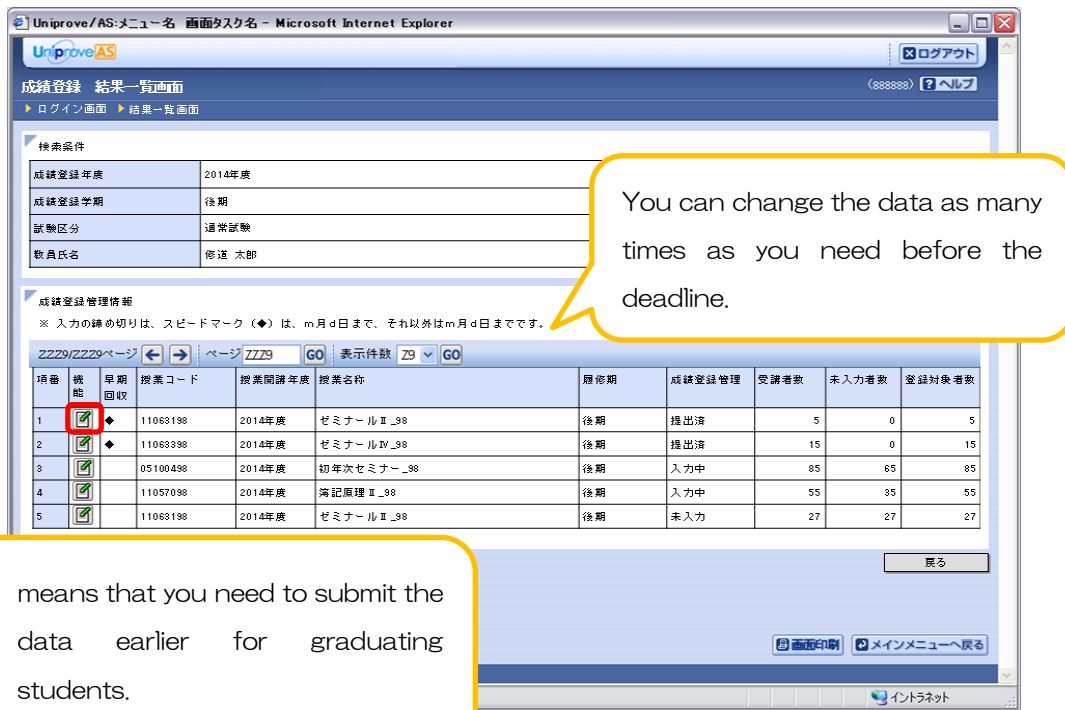 Uniprove/AS:メニュー名 画面タスク名 - Microsoft Internet Explorer
UniproveAS
ログアウト
成績登録 結果一覧画面
(888888) ? ヘルプ
ログイン画面 結果一覧画面
検索条件
成績登録年度 2014年度
成績登録学期 後期
試験区分 通常試験
教員氏名 修道 太郎
You can change the data as many
times as you need before the
deadline.
成績登録管理情報
※ 入力の締め切りは、スピードマーク(◆)は、m月d日まで、それ以外はm月d日までです。
ZZZ9/ZZZ9ページ ← → ページ ZZZ9 GO 表示件数 Z9 GO
項番 機能 早期回収 授業コード 授業開講年度 授業名称 履修期 成績登録管理 受講者数 未入力者数 登録対象者数
1 ◆ 11063198 2014年度 ゼミナールⅡ_98 後期 提出済 5 0 5
2 ◆ 11063398 2014年度 ゼミナールⅣ_98 後期 提出済 15 0 15
3 05100498 2014年度 初年次セミナー_98 後期 入力中 85 65 85
4 11057098 2014年度 簿記原理Ⅱ_98 後期 入力中 55 35 55
5 11063198 2014年度 ゼミナールⅡ_98 後期 未入力 27 27 27
戻る
means that you need to submit the
data earlier for graduating
students.
画面印刷 メインメニューへ戻る
イントラネット